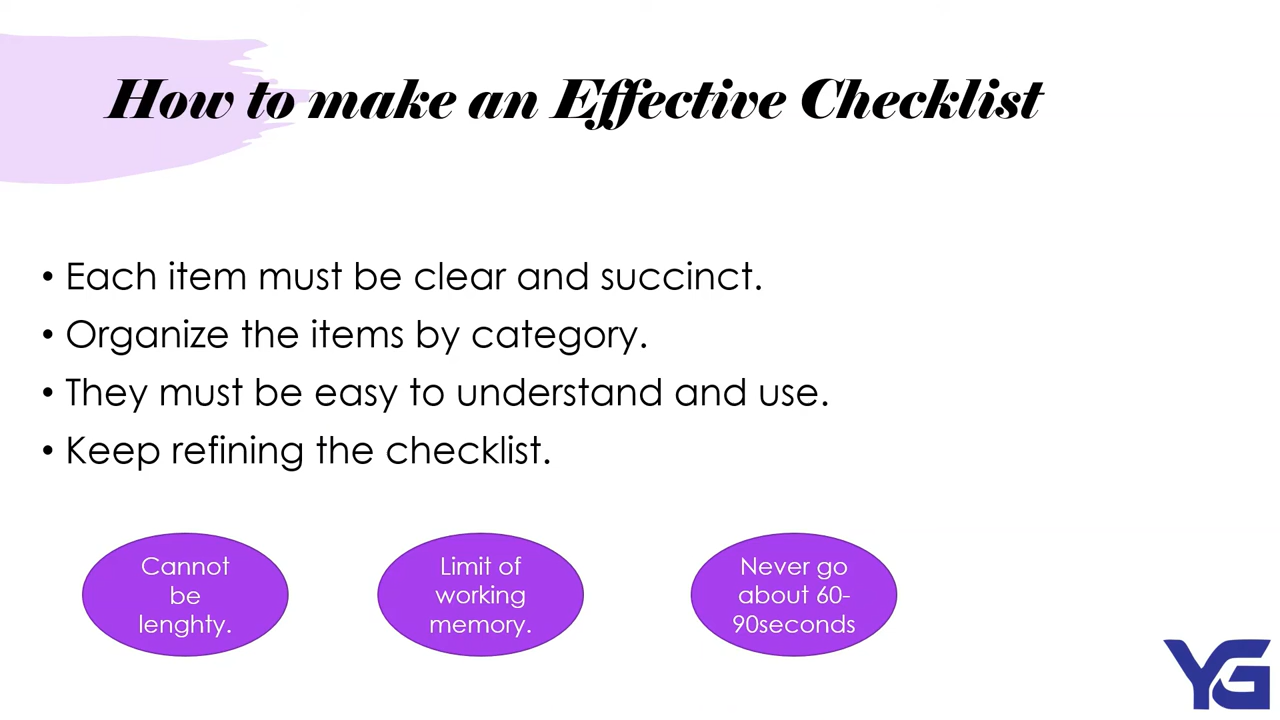 How to make an Effective Checklist
• Each item must be clear and succinct.
• Organize the items by category.
• They must be easy to understand and use.
• Keep refining the checklist.
Cannot
be
lenghty.
Limit of
working
memory.
Never go
about 60-
90seconds
YG